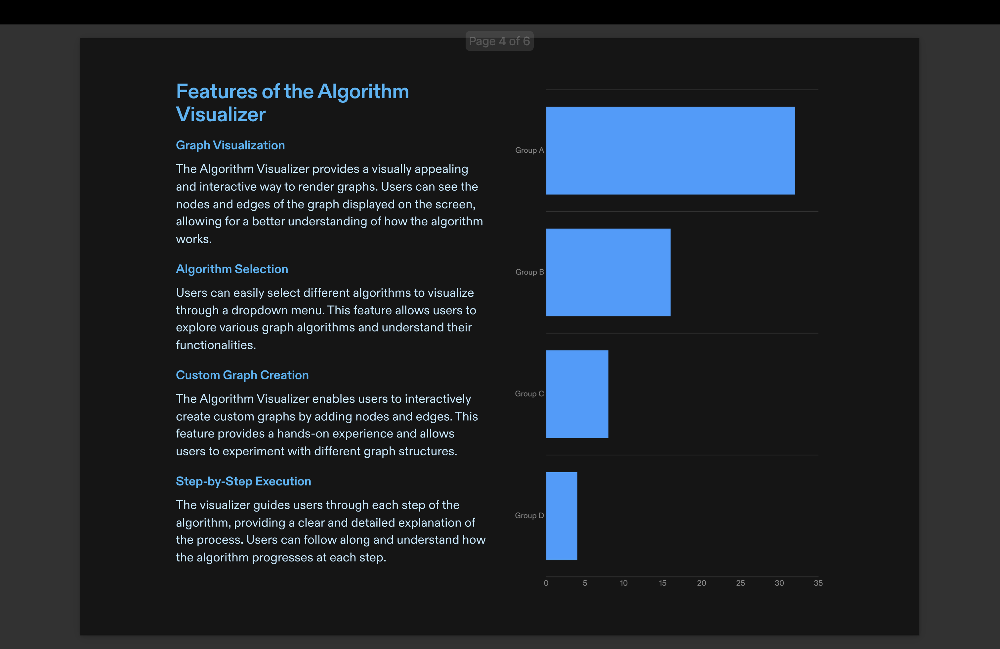 Page 4 of 6
Features of the Algorithm
Visualizer
Graph Visualization
The Algorithm Visualizer provides a visually appealing
and interactive way to render graphs. Users can see the
nodes and edges of the graph displayed on the screen,
allowing for a better understanding of how the algorithm
works.
Algorithm Selection
Users can easily select different algorithms to visualize
through a dropdown menu. This feature allows users to
explore various graph algorithms and understand their
functionalities.
Custom Graph Creation
The Algorithm Visualizer enables users to interactively
create custom graphs by adding nodes and edges. This
feature provides a hands-on experience and allows
users to experiment with different graph structures.
Step-by-Step Execution
The visualizer guides users through each step of the
algorithm, providing a clear and detailed explanation of
the process. Users can follow along and understand how
the algorithm progresses at each step.
Group A
Group B
Group C
Group D
0 5 10 15 20 25 30 35